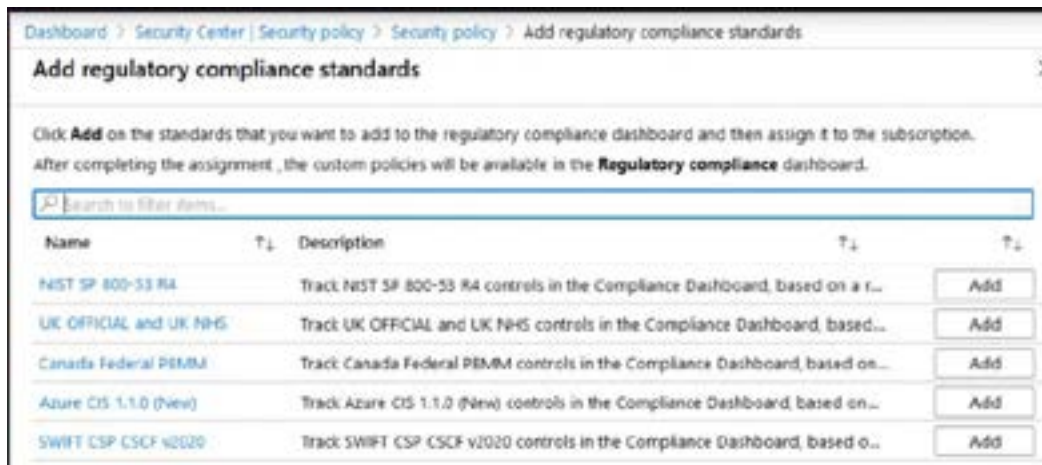 Dashboard > Security Center | Security policy > Security policy > Add regulatory compliance standards
Add regulatory compliance standards
Click Add on the standards that you want to add to the regulatory compliance dashboard and then assign it to the subscription.
After completing the assignment , the custom policies will be available in the Regulatory compliance dashboard.
Search to filter items...
Name ↑↓ Description ↑↓ ↑↓
NIST SP 800-53 R4 Track NIST SP 800-53 R4 controls in the Compliance Dashboard, based on a r... Add
UK OFFICIAL and UK NHS Track UK OFFICIAL and UK NHS controls in the Compliance Dashboard, based... Add
Canada Federal PBMM Track Canada Federal PBMM controls in the Compliance Dashboard, based on... Add
Azure CIS 1.1.0 (New) Track Azure CIS 1.1.0 (New) controls in the Compliance Dashboard, based on... Add
SWIFT CSP CSCF v2020 Track SWIFT CSP CSCF v2020 controls in the Compliance Dashboard, based o... Add